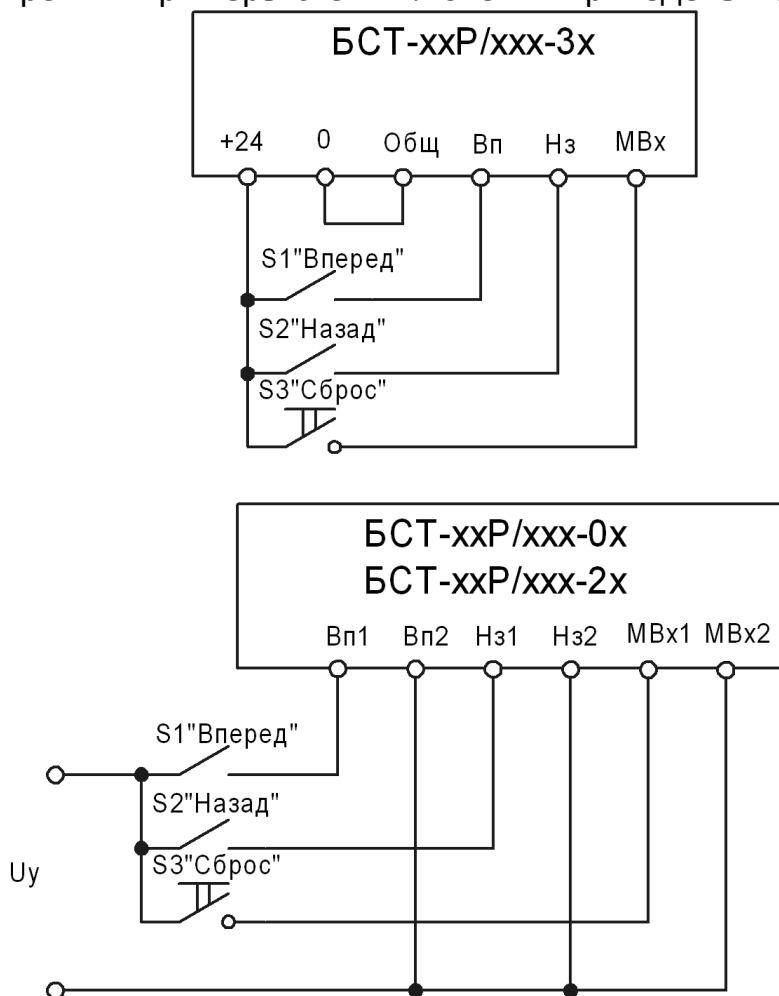 БСТ-ххР/ххх-3х
+24 0 Общ Вп Нз МВх
S1"Вперед"
S2"Назад"
S3"Сброс"
БСТ-ххР/ххх-0х
БСТ-ххР/ххх-2х
Вп1 Вп2 Нз1 Нз2 МВх1 МВх2
S1"Вперед"
S2"Назад"
S3"Сброс"
Uу